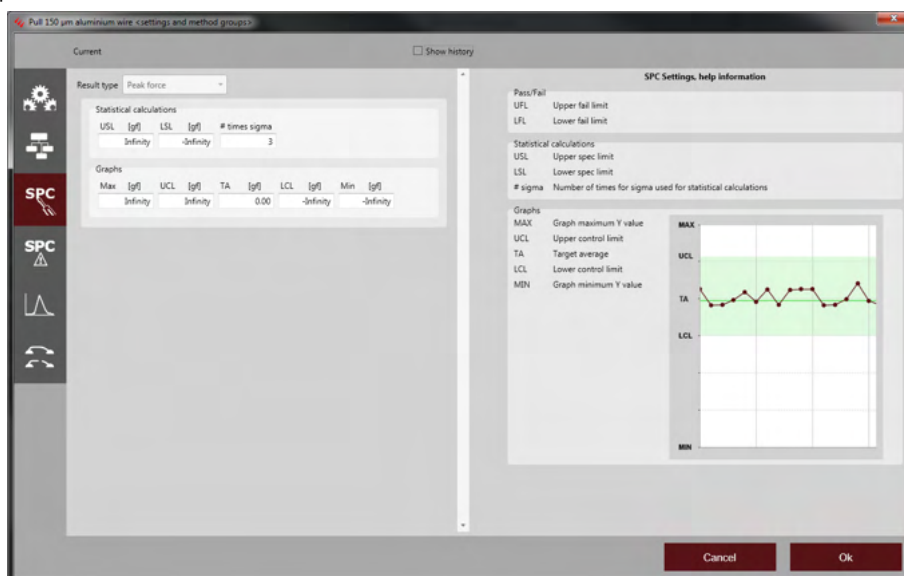 Pull 150 µm aluminium wire <settings and method groups>
Current
Show history
Result type Peak force
Statistical calculations
USL [gf] LSL [gf] # times sigma
Infinity -Infinity 3
Graphs
Max [gf] UCL [gf] TA [gf] LCL [gf] Min [gf]
Infinity Infinity 0.00 -Infinity -Infinity
SPC
SPC
SPC Settings, help information
Pass/Fail
UFL Upper fail limit
LFL Lower fail limit
Statistical calculations
USL Upper spec limit
LSL Lower spec limit
# sigma Number of times for sigma used for statistical calculations
Graphs
MAX Graph maximum Y value
UCL Upper control limit
TA Target average
LCL Lower control limit
MIN Graph minimum Y value
MAX
UCL
TA
LCL
MIN
Cancel Ok